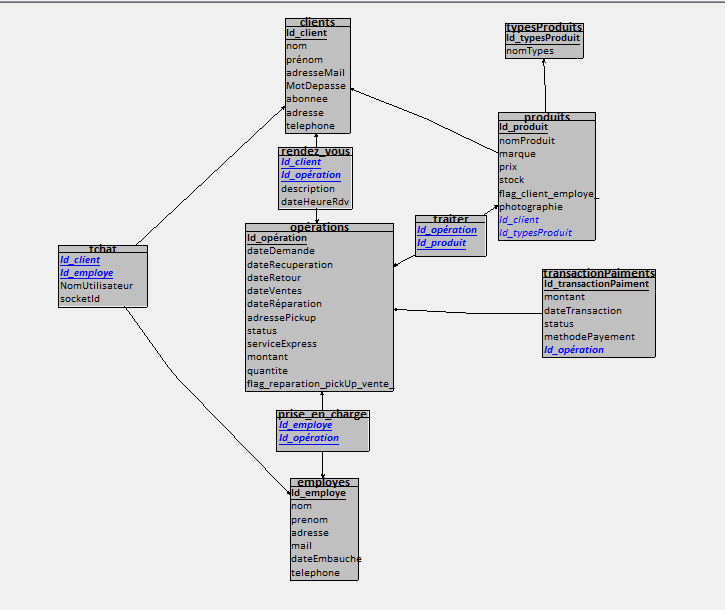 clients
Id_client
nom
prénom
adresseMail
MotDepasse
abonnee
adresse
telephone
typesProduits
Id_typesProduit
nomTypes
produits
Id_produit
nomProduit
marque
prix
stock
flag_client_employe_
photographie
Id_client
Id_typesProduit
rendez_vous
Id_client
Id_opération
description
dateHeureRdv
traiter
Id_opération
Id_produit
opérations
Id_opération
dateDemande
dateRecuperation
dateRetour
dateVentes
dateRéparation
adressePickup
status
serviceExpress
montant
quantite
flag_reparation_pickUp_vente_
tchat
Id_client
Id_employe
NomUtilisateur
socketId
transactionPaiments
Id_transactionPaiment
montant
dateTransaction
status
methodePayement
Id_opération
prise_en_charge
Id_employe
Id_opération
employes
Id_employe
nom
prenom
adresse
mail
dateEmbauche
telephone